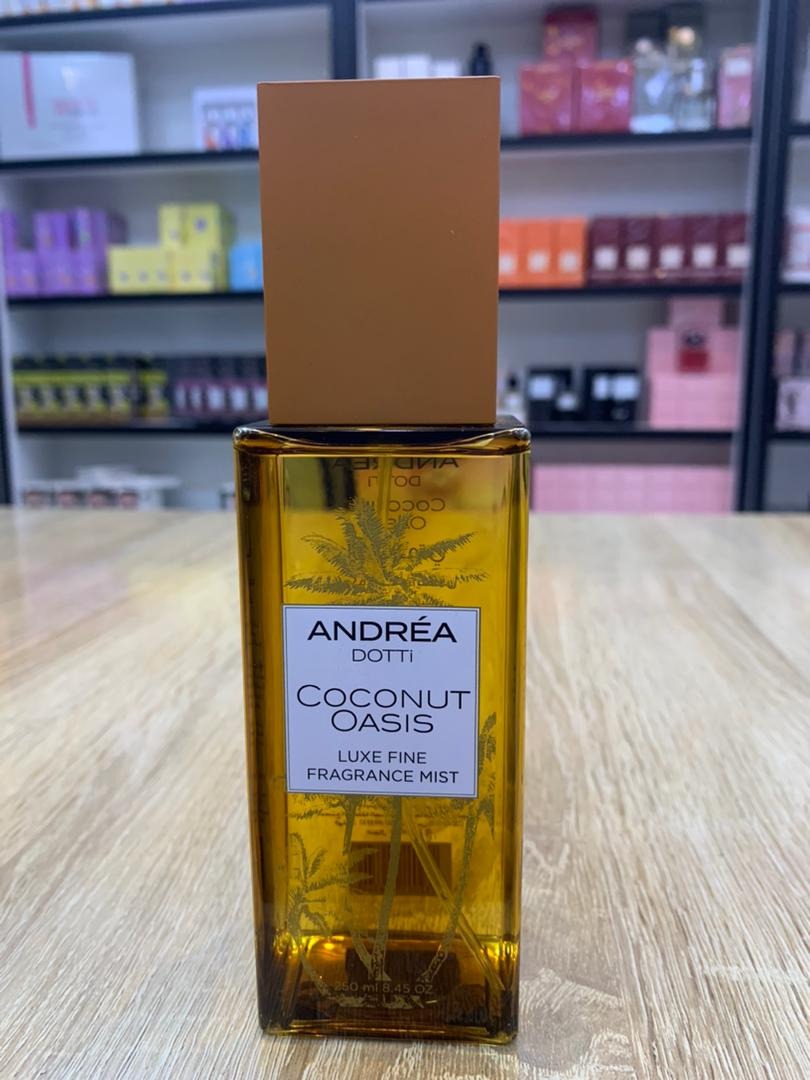 ANDRÉA
DOTTi
COCONUT
OASIS
LUXE FINE
FRAGRANCE MIST
250 ml 8.45 OZ